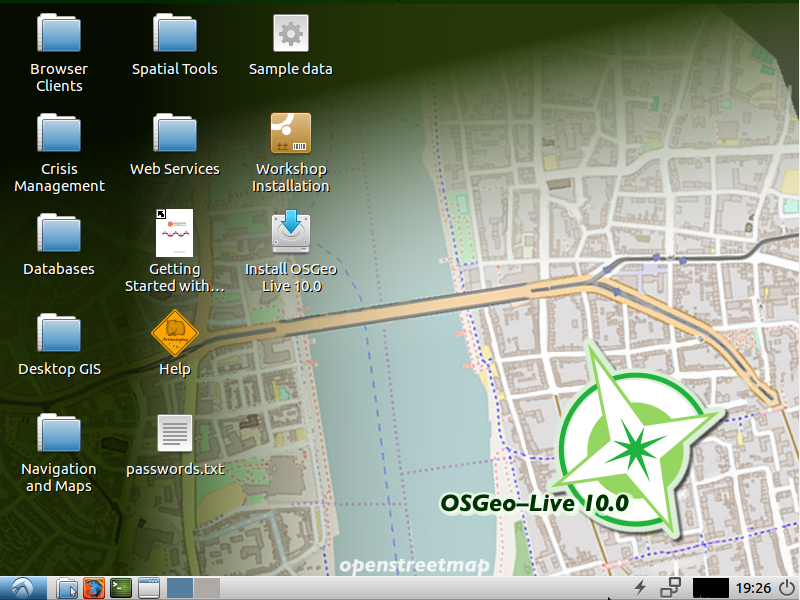 Browser
Clients
Spatial Tools
Sample data
Crisis
Management
Web Services
Workshop
Installation
Databases
Getting
Started with...
Install OSGeo
Live 10.0
Desktop GIS
Help
Navigation
and Maps
passwords.txt
OSGeo-Live 10.0
openstreetmap
19:26